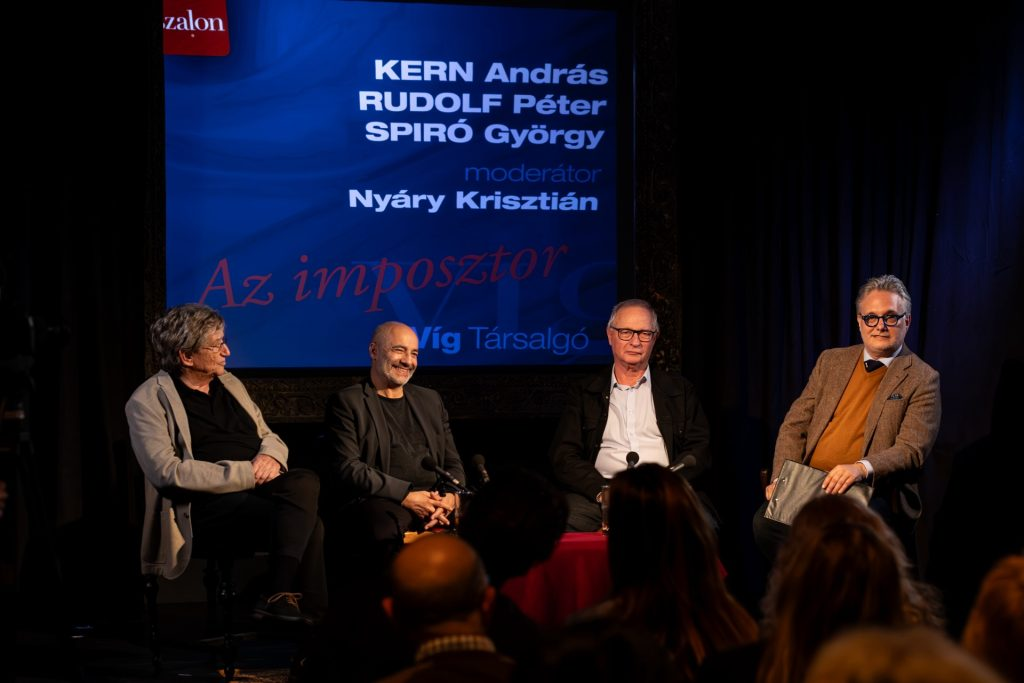 szalon
KERN András
RUDOLF Péter
SPIRÓ György
moderátor
Nyáry Krisztián
Az imposztor
Víg Társalgó